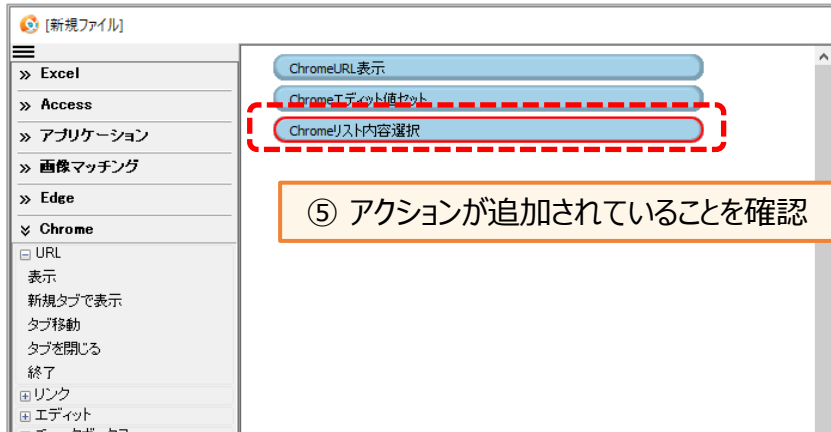 [新規ファイル]
» Excel
» Access
» アプリケーション
» 画像マッチング
» Edge
Chrome
URL
表示
新規タブで表示
タブ移動
タブを閉じる
終了
リンク
エディット
ChromeURL表示
Chromeエディット値セット
Chromeリスト内容選択
⑤ アクションが追加されていることを確認